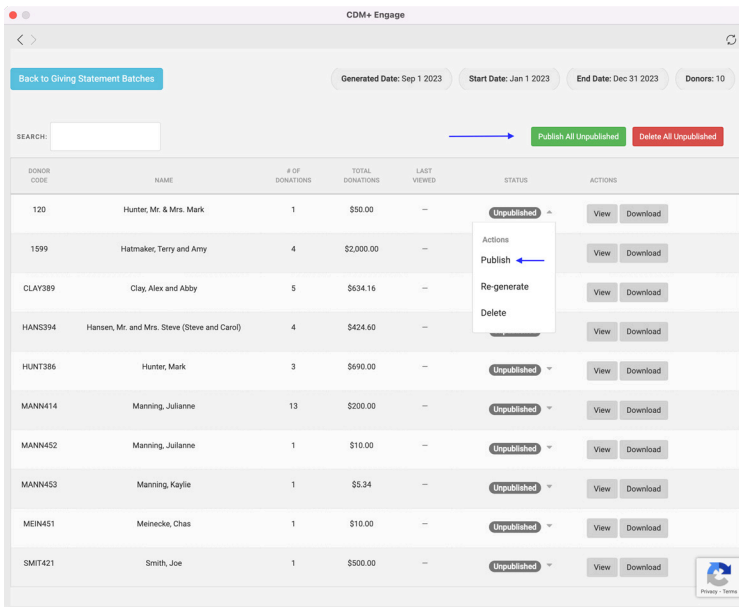 CDM+ Engage
Back to Giving Statement Batches
Generated Date: Sep 1 2023
Start Date: Jan 1 2023
End Date: Dec 31 2023
Donors: 10
SEARCH:
Publish All Unpublished
Delete All Unpublished
DONOR CODE NAME # OF DONATIONS TOTAL DONATIONS LAST VIEWED STATUS ACTIONS
120 Hunter, Mr. & Mrs. Mark 1 $50.00 — Unpublished View Download
Actions
Publish
Re-generate
Delete
1599 Hatmaker, Terry and Amy 4 $2,000.00 — View Download
CLAY389 Clay, Alex and Abby 5 $634.16 — View Download
HANS394 Hansen, Mr. and Mrs. Steve (Steve and Carol) 4 $424.60 — View Download
HUNT386 Hunter, Mark 3 $690.00 — Unpublished View Download
MANN414 Manning, Julianne 13 $200.00 — Unpublished View Download
MANN452 Manning, Juilanne 1 $10.00 — Unpublished View Download
MANN453 Manning, Kaylie 1 $5.34 — Unpublished View Download
MEIN451 Meinecke, Chas 1 $10.00 — Unpublished View Download
SMIT421 Smith, Joe 1 $500.00 — Unpublished View Download
Privacy - Terms